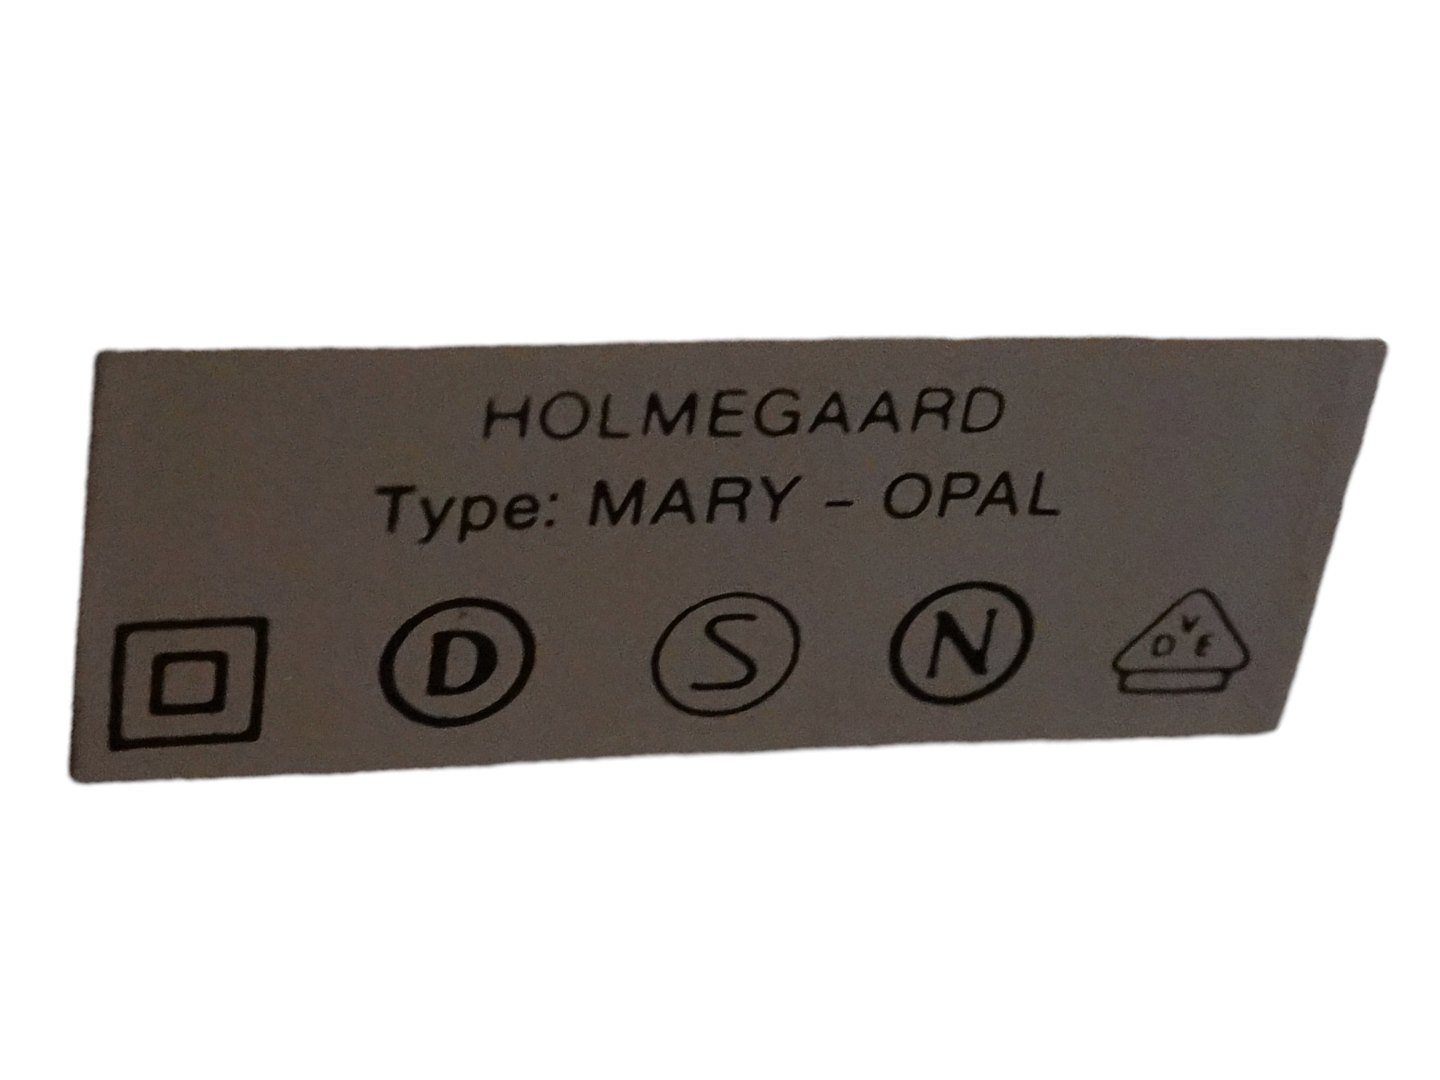 HOLMEGAARD
Type: MARY - OPAL
D S N DVE